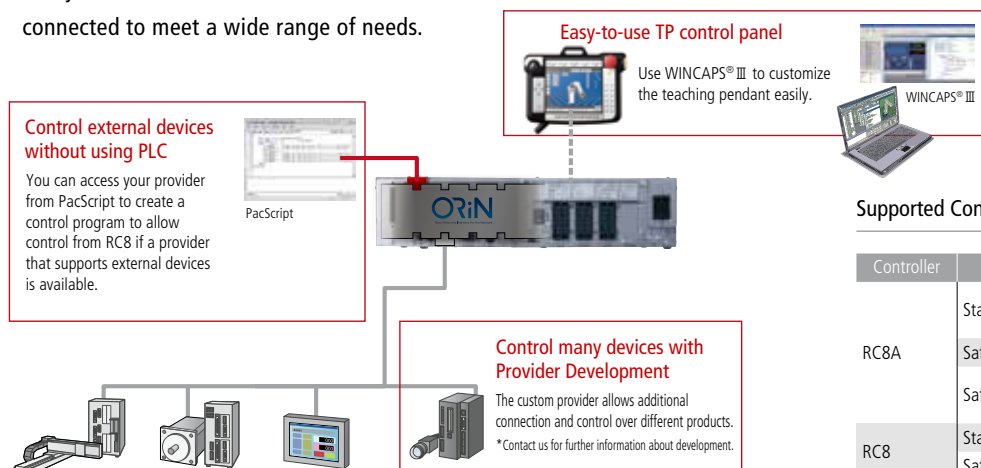 connected to meet a wide range of needs.
Easy-to-use TP control panel
Use WINCAPS® Ⅲ to customize
the teaching pendant easily.
WINCAPS® Ⅲ
Control external devices
without using PLC
You can access your provider
from PacScript to create a
control program to allow
control from RC8 if a provider
that supports external devices
is available.
PacScript
ORiN
Control many devices with
Provider Development
The custom provider allows additional
connection and control over different products.
*Contact us for further information about development.
Supported Con
Controller
RC8A
Sta
Saf
Saf
RC8
Sta
Saf